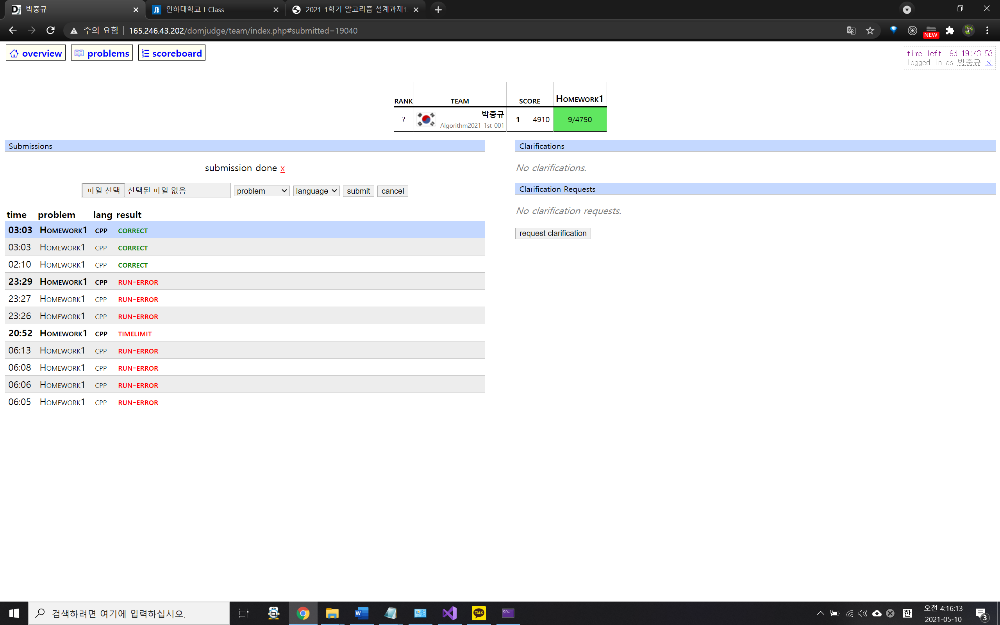 박중규
인하대학교 I-Class
2021-1학기 알고리즘 설계과제1
주의 요함
165.246.43.202/domjudge/team/index.php#submitted=19040
NEW
overview
problems
scoreboard
time left: 9d 19:43:53
logged in as 박중규 ×
RANK TEAM SCORE HOMEWORK1
? 박중규 1 4910 9/4750
Algorithm2021-1st-001
Submissions
submission done x
파일 선택 선택된 파일 없음 problem language submit cancel
time problem lang result
03:03 HOMEWORK1 CPP CORRECT
03:03 HOMEWORK1 CPP CORRECT
02:10 HOMEWORK1 CPP CORRECT
23:29 HOMEWORK1 CPP RUN-ERROR
23:27 HOMEWORK1 CPP RUN-ERROR
23:26 HOMEWORK1 CPP RUN-ERROR
20:52 HOMEWORK1 CPP TIMELIMIT
06:13 HOMEWORK1 CPP RUN-ERROR
06:08 HOMEWORK1 CPP RUN-ERROR
06:06 HOMEWORK1 CPP RUN-ERROR
06:05 HOMEWORK1 CPP RUN-ERROR
Clarifications
No clarifications.
Clarification Requests
No clarification requests.
request clarification
검색하려면 여기에 입력하십시오.
TALK
한
오전 4:16:13
2021-05-10
3